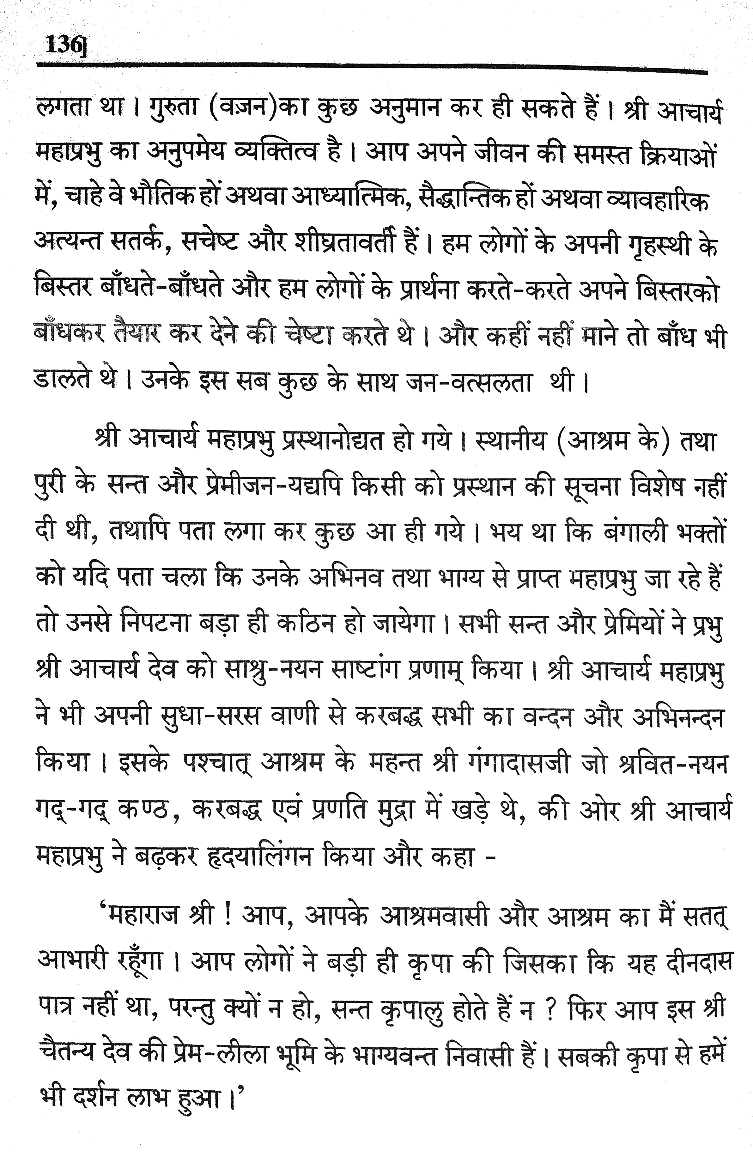 136]
लगता था। गुरुता (वज़न)का कुछ अनुमान कर ही सकते हैं। श्री आचार्य
महाप्रभु का अनुपमेय व्यक्तित्व है। आप अपने जीवन की समस्त क्रियाओं
में, चाहे वे भौतिक हों अथवा आध्यात्मिक, सैद्धान्तिक हों अथवा व्यावहारिक
अत्यन्त सतर्क, सचेष्ट और शीघ्रतावर्ती हैं। हम लोगों के अपनी गृहस्थी के
बिस्तर बाँधते-बाँधते और हम लोगों के प्रार्थना करते-करते अपने बिस्तरको
बाँधकर तैयार कर देने की चेष्टा करते थे। और कहीं नहीं माने तो बाँध भी
डालते थे। उनके इस सब कुछ के साथ जन-वत्सलता थी।
श्री आचार्य महाप्रभु प्रस्थानोद्यत हो गये। स्थानीय (आश्रम के) तथा
पुरी के सन्त और प्रेमीजन-यद्यपि किसी को प्रस्थान की सूचना विशेष नहीं
दी थी, तथापि पता लगा कर कुछ आ ही गये। भय था कि बंगाली भक्तों
को यदि पता चला कि उनके अभिनव तथा भाग्य से प्राप्त महाप्रभु जा रहे हैं
तो उनसे निपटना बड़ा ही कठिन हो जायेगा। सभी सन्त और प्रेमियों ने प्रभु
श्री आचार्य देव को साश्रु-नयन साष्टांग प्रणाम् किया। श्री आचार्य महाप्रभु
ने भी अपनी सुधा-सरस वाणी से करबद्ध सभी का वन्दन और अभिनन्दन
किया। इसके पश्चात् आश्रम के महन्त श्री गंगादासजी जो श्रवित-नयन
गद्-गद् कण्ठ, करबद्ध एवं प्रणति मुद्रा में खड़े थे, की ओर श्री आचार्य
महाप्रभु ने बढ़कर हृदयालिंगन किया और कहा -
‘महाराज श्री ! आप, आपके आश्रमवासी और आश्रम का मैं सतत्
आभारी रहूँगा। आप लोगों ने बड़ी ही कृपा की जिसका कि यह दीनदास
पात्र नहीं था, परन्तु क्यों न हो, सन्त कृपालु होते हैं न ? फिर आप इस श्री
चैतन्य देव की प्रेम-लीला भूमि के भाग्यवन्त निवासी हैं। सबकी कृपा से हमें
भी दर्शन लाभ हुआ।’